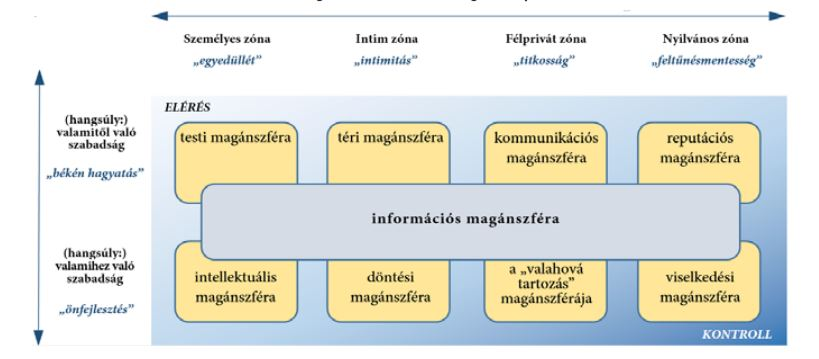 Személyes zóna
„egyedüllét”
Intim zóna
„intimitás”
Félprivát zóna
„titkosság”
Nyilvános zóna
„feltűnésmentesség”
ELÉRÉS
(hangsúly:)
valamitől való
szabadság
„békén hagyatás”
testi magánszféra
téri magánszféra
kommunikációs
magánszféra
reputációs
magánszféra
információs magánszféra
(hangsúly:)
valamihez való
szabadság
„önfejlesztés”
intellektuális
magánszféra
döntési
magánszféra
a „valahová
tartozás”
magánszférája
viselkedési
magánszféra
KONTROLL